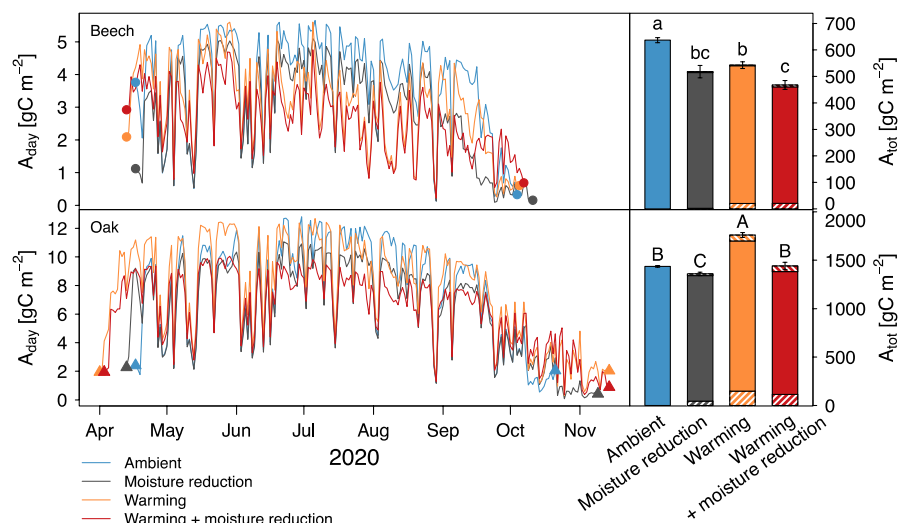 Beech
A_day [gC m⁻²]
5
4
3
2
1
0
a
bc
b
c
700
600
500
400
300
200
100
0
A_tot [gC m⁻²]
Oak
A_day [gC m⁻²]
12
10
8
6
4
2
0
B
C
A
B
2000
1500
1000
500
0
A_tot [gC m⁻²]
Apr May Jun Jul Aug Sep Oct Nov
2020
Ambient
Moisture reduction
Warming
Warming
+ moisture reduction
Ambient
Moisture reduction
Warming
Warming + moisture reduction